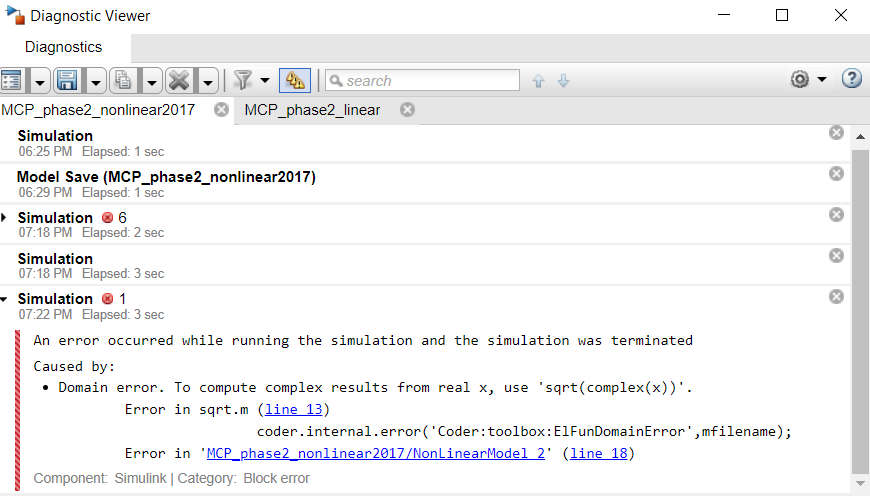 Diagnostic Viewer
Diagnostics
search
MCP_phase2_nonlinear2017 MCP_phase2_linear
Simulation
06:25 PM Elapsed: 1 sec
Model Save (MCP_phase2_nonlinear2017)
06:29 PM Elapsed: 1 sec
Simulation 6
07:18 PM Elapsed: 2 sec
Simulation
07:18 PM Elapsed: 3 sec
Simulation 1
07:22 PM Elapsed: 3 sec
An error occurred while running the simulation and the simulation was terminated
Caused by:
• Domain error. To compute complex results from real x, use 'sqrt(complex(x))'.
Error in sqrt.m (line 13)
coder.internal.error('Coder:toolbox:ElFunDomainError',mfilename);
Error in 'MCP_phase2_nonlinear2017/NonLinearModel 2' (line 18)
Component: Simulink | Category: Block error